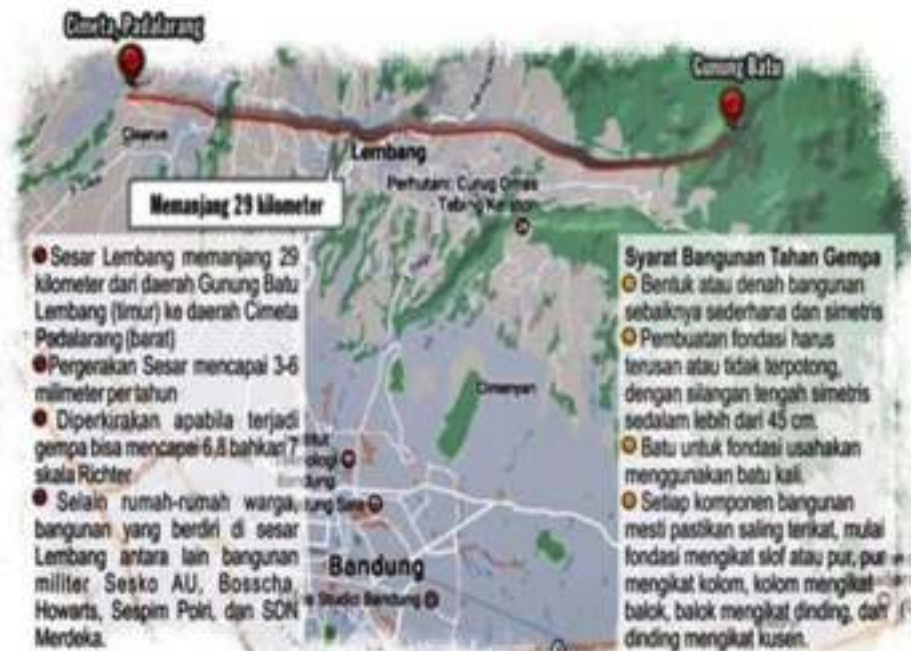 Cimeta, Padalarang
Gunung Batu
Cisarua
Lembang
Perhutani: Curug Omas
Tebing Keraton
Memanjang 29 kilometer
Sesar Lembang memanjang 29
kilometer dari daerah Gunung Batu
Lembang (timur) ke daerah Cimeta
Padalarang (barat)
Pergerakan Sesar mencapai 3-6
milimeter per tahun
Diperkirakan apabila terjadi
gempa bisa mencapai 6,8 bahkan 7
skala Richter
Selain rumah-rumah warga,
bangunan yang berdiri di sesar
Lembang antara lain bangunan
militer Sesko AU, Bosscha,
Howarts, Sespim Polri, dan SDN
Merdeka.
Cimenyan
Bandung
Studio Bandung
Syarat Bangunan Tahan Gempa
Bentuk atau denah bangunan
sebaiknya sederhana dan simetris
Pembuatan fondasi harus
terusan atau tidak terpotong,
dengan silangan tengah simetris
sedalam lebih dari 45 cm.
Batu untuk fondasi usahakan
menggunakan batu kali.
Setiap komponen bangunan
mesti pastikan saling terikat, mulai
fondasi mengikat slof atau pur, pur
mengikat kolom, kolom mengikat
balok, balok mengikat dinding, dan
dinding mengikat kusen.